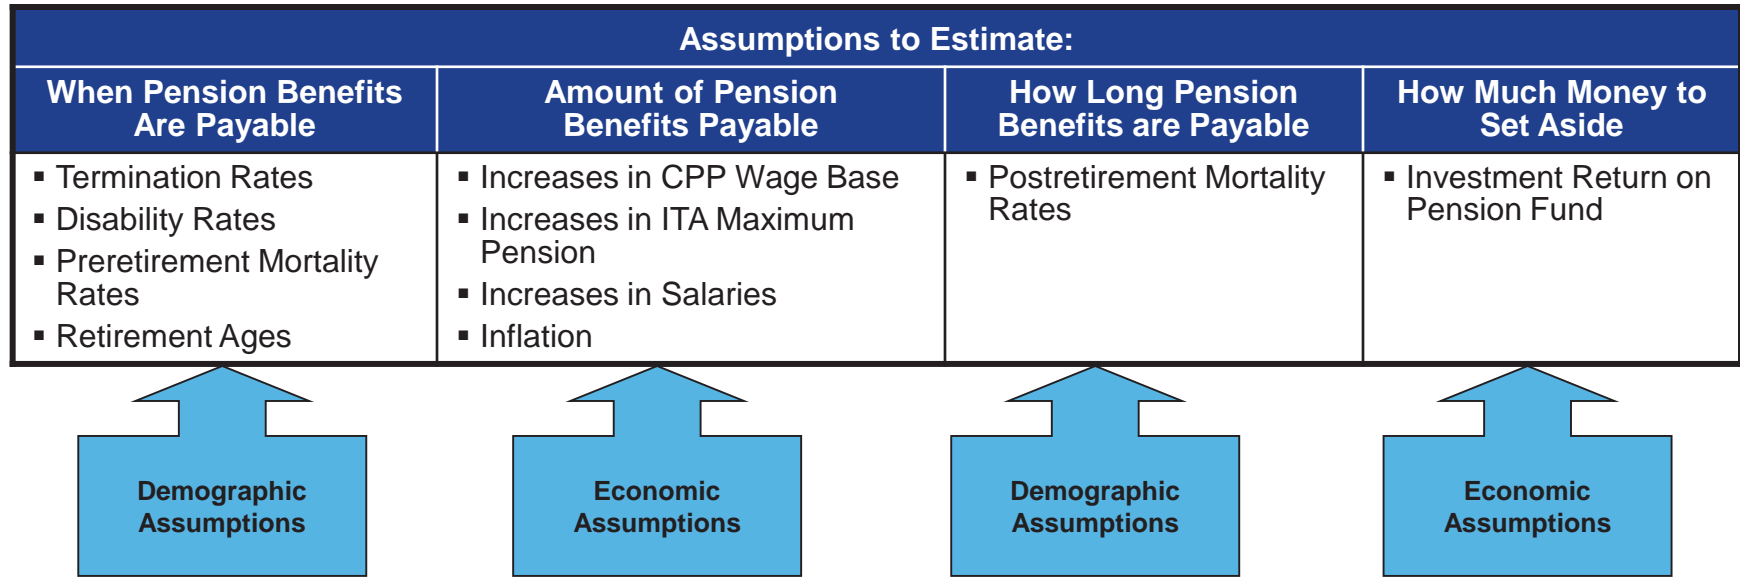 Assumptions to Estimate:
When Pension Benefits
Are Payable
Amount of Pension
Benefits Payable
How Long Pension
Benefits are Payable
How Much Money to
Set Aside
▪ Termination Rates
▪ Disability Rates
▪ Preretirement Mortality
Rates
▪ Retirement Ages
▪ Increases in CPP Wage Base
▪ Increases in ITA Maximum
Pension
▪ Increases in Salaries
▪ Inflation
▪ Postretirement Mortality
Rates
▪ Investment Return on
Pension Fund
Demographic
Assumptions
Economic
Assumptions
Demographic
Assumptions
Economic
Assumptions